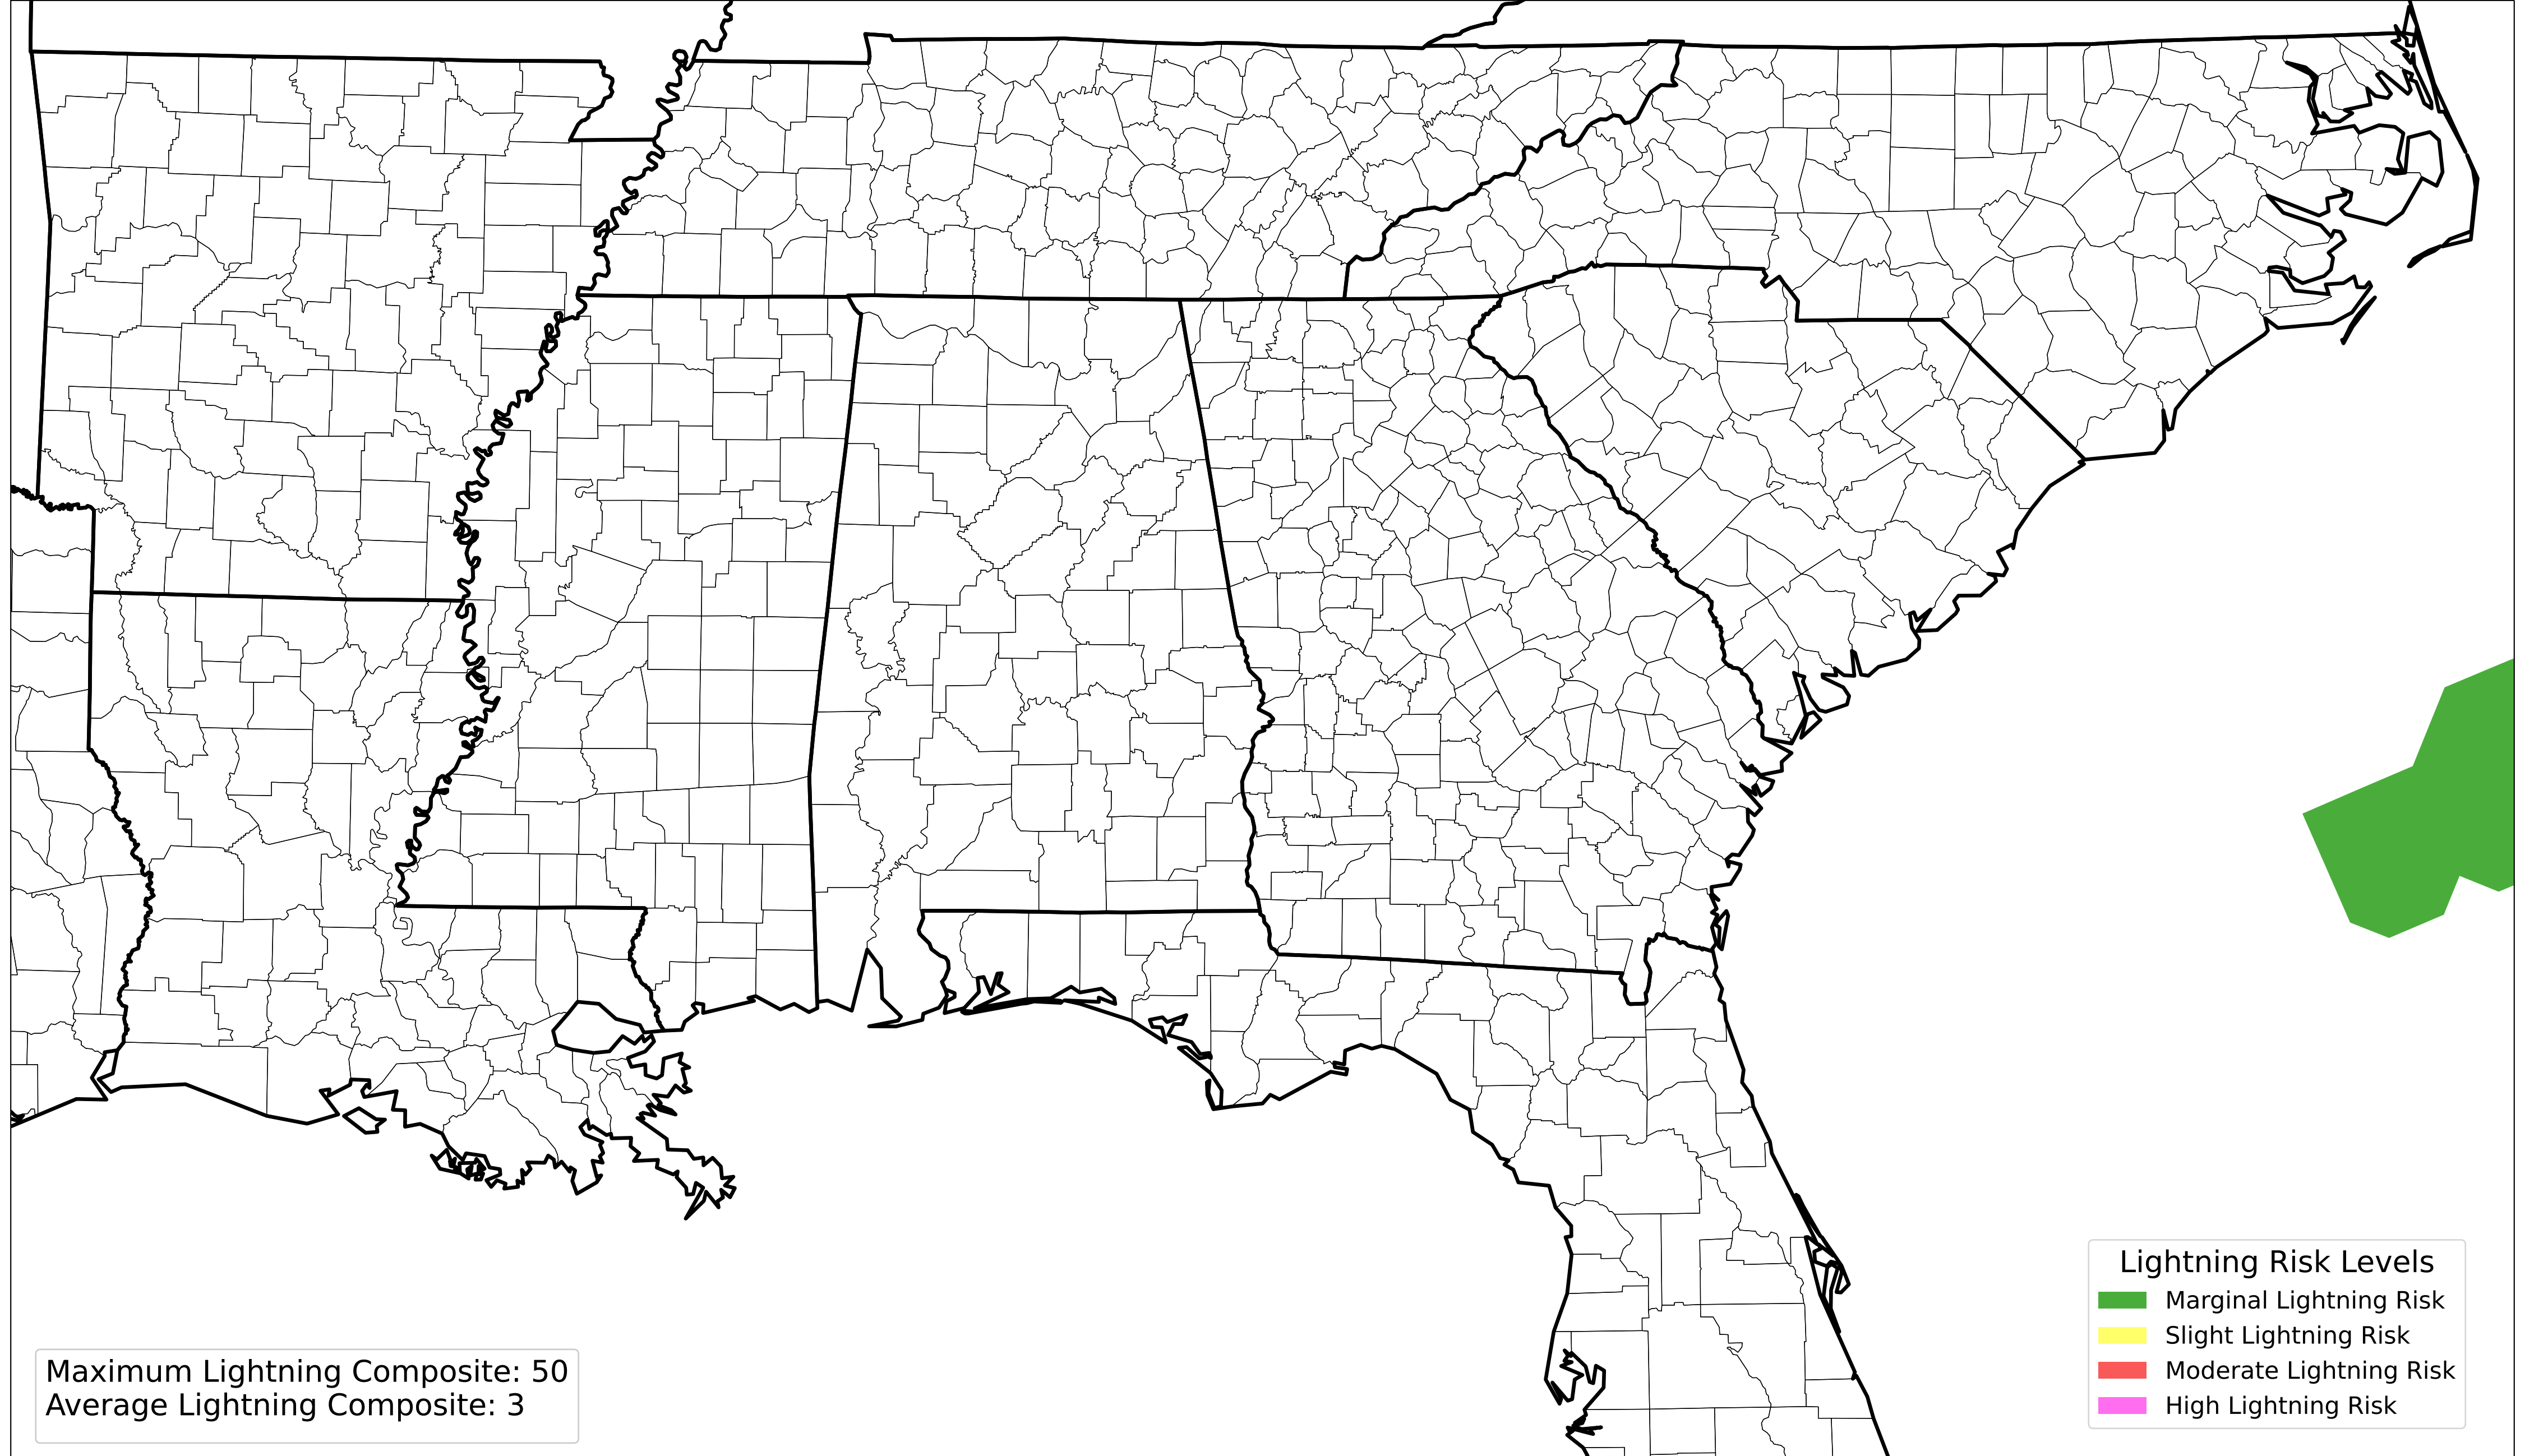 Maximum Lightning Composite: 50
Average Lightning Composite: 3
Lightning Risk Levels
Marginal Lightning Risk
Slight Lightning Risk
Moderate Lightning Risk
High Lightning Risk